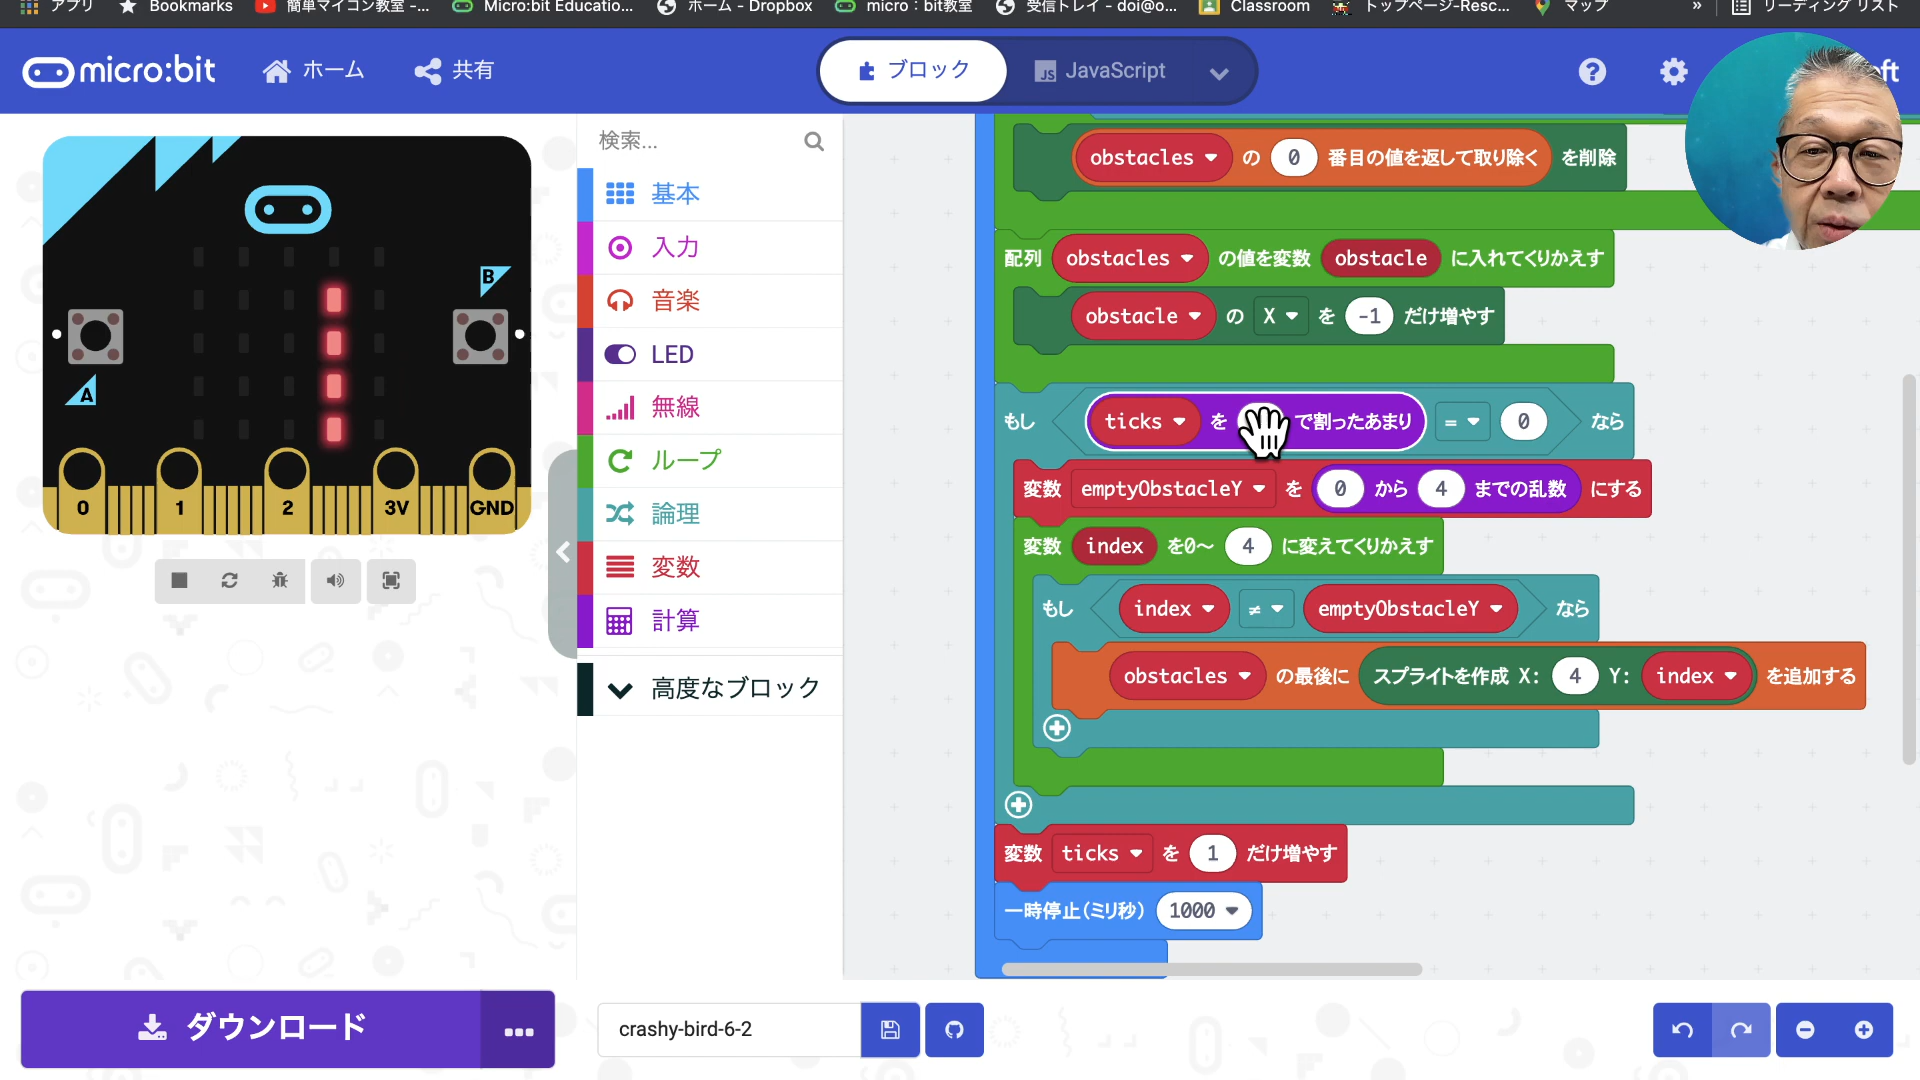 アプリ Bookmarks 簡単マイコン教室 -... Micro:bit Educatio... ホーム - Dropbox micro：bit教室 受信トレイ - doi@o... Classroom トップページ-Resc... マップ » リーディング リスト
micro:bit ホーム 共有 ブロック JS JavaScript ? ft
検索...
基本
入力
音楽
LED
無線
ループ
論理
変数
計算
高度なブロック
B
A
0 1 2 3V GND
obstacles の 0 番目の値を返して取り除く を削除
配列 obstacles の値を変数 obstacle に入れてくりかえす
obstacle の X を -1 だけ増やす
もし ticks を で割ったあまり = 0 なら
変数 emptyObstacleY を 0 から 4 までの乱数 にする
変数 index を0～ 4 に変えてくりかえす
もし index ≠ emptyObstacleY なら
obstacles の最後に スプライトを作成 X: 4 Y: index を追加する
変数 ticks を 1 だけ増やす
一時停止（ミリ秒） 1000
ダウンロード ... crashy-bird-6-2